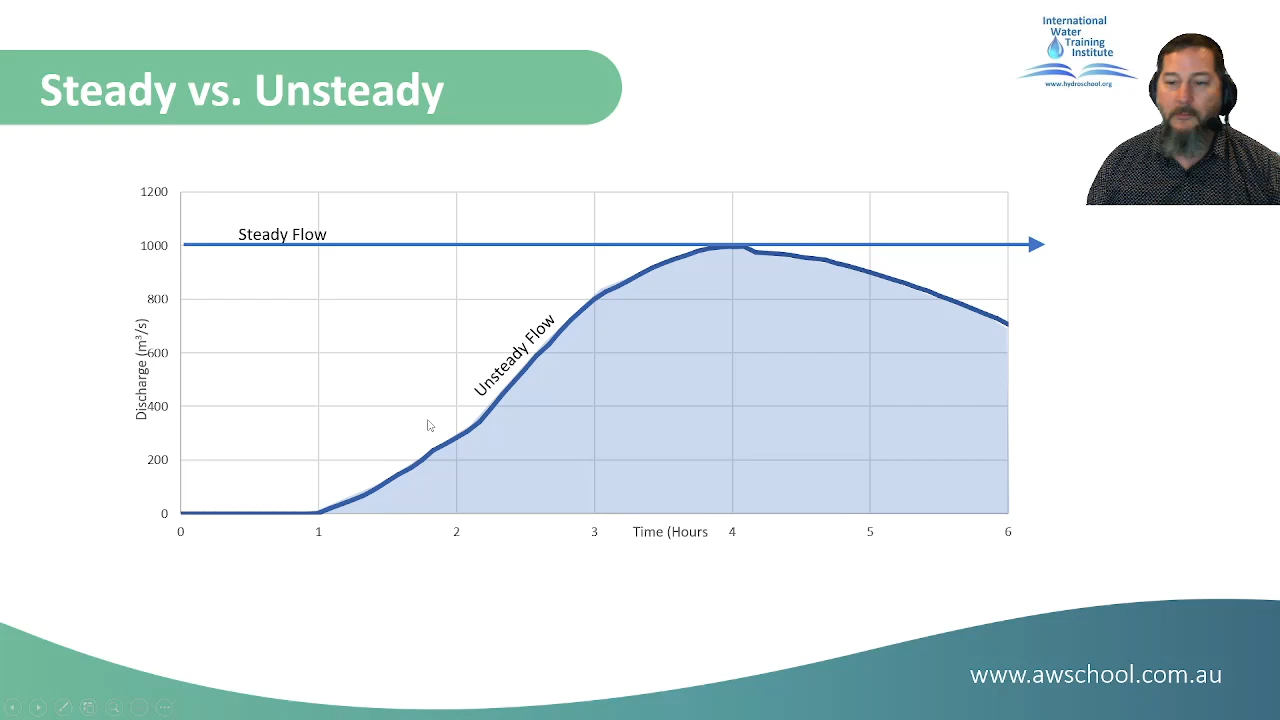 Steady vs. Unsteady
International
Water
Training
Institute
www.hydroschool.org
1200
1000
800
600
400
200
0
Discharge (m³/s)
Steady Flow
Unsteady Flow
0
1
2
3
Time (Hours
4
5
6
www.awschool.com.au